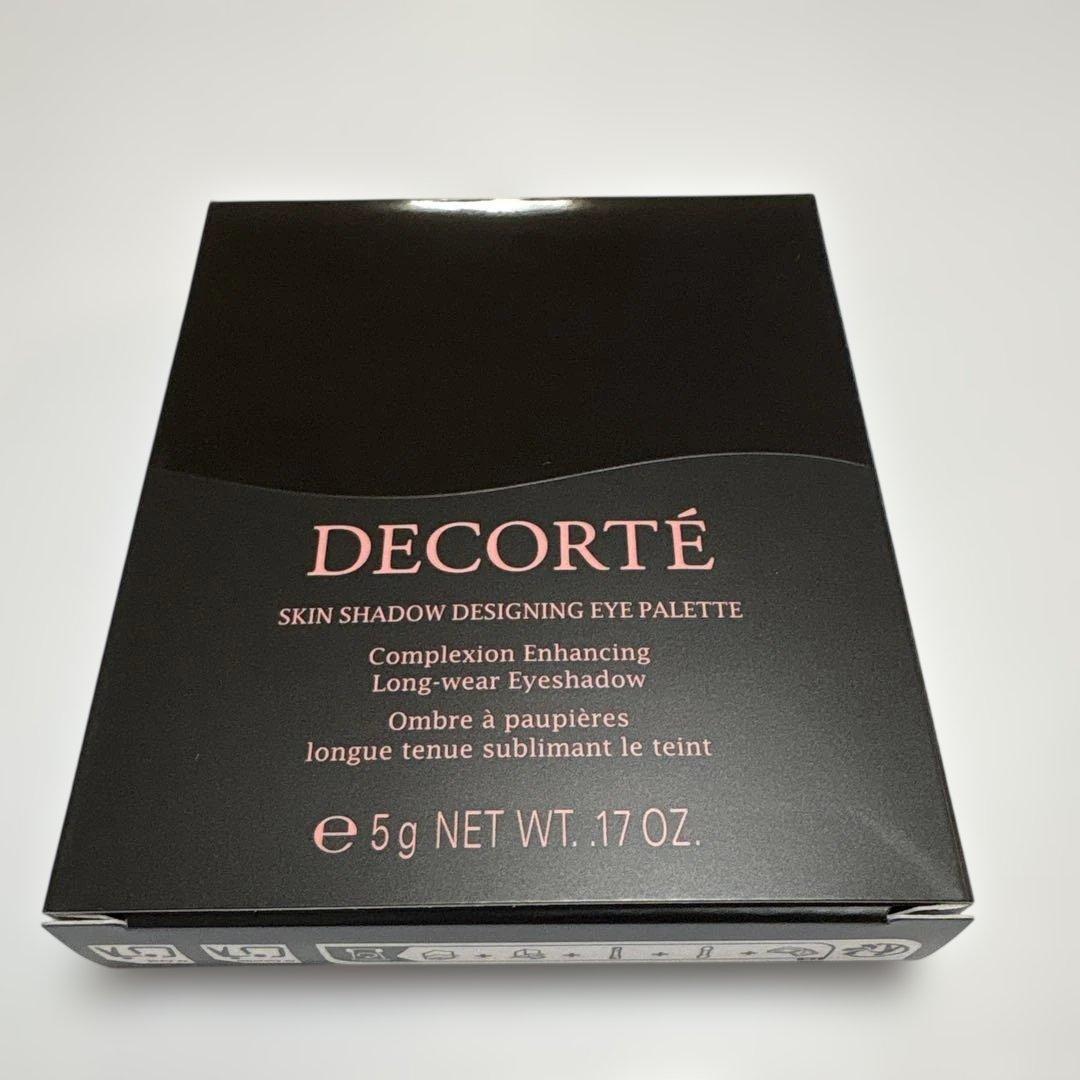 DECORTÉ
SKIN SHADOW DESIGNING EYE PALETTE
Complexion Enhancing
Long-wear Eyeshadow
Ombre à paupières
longue tenue sublimant le teint
℮ 5 g NET WT. .17 OZ.